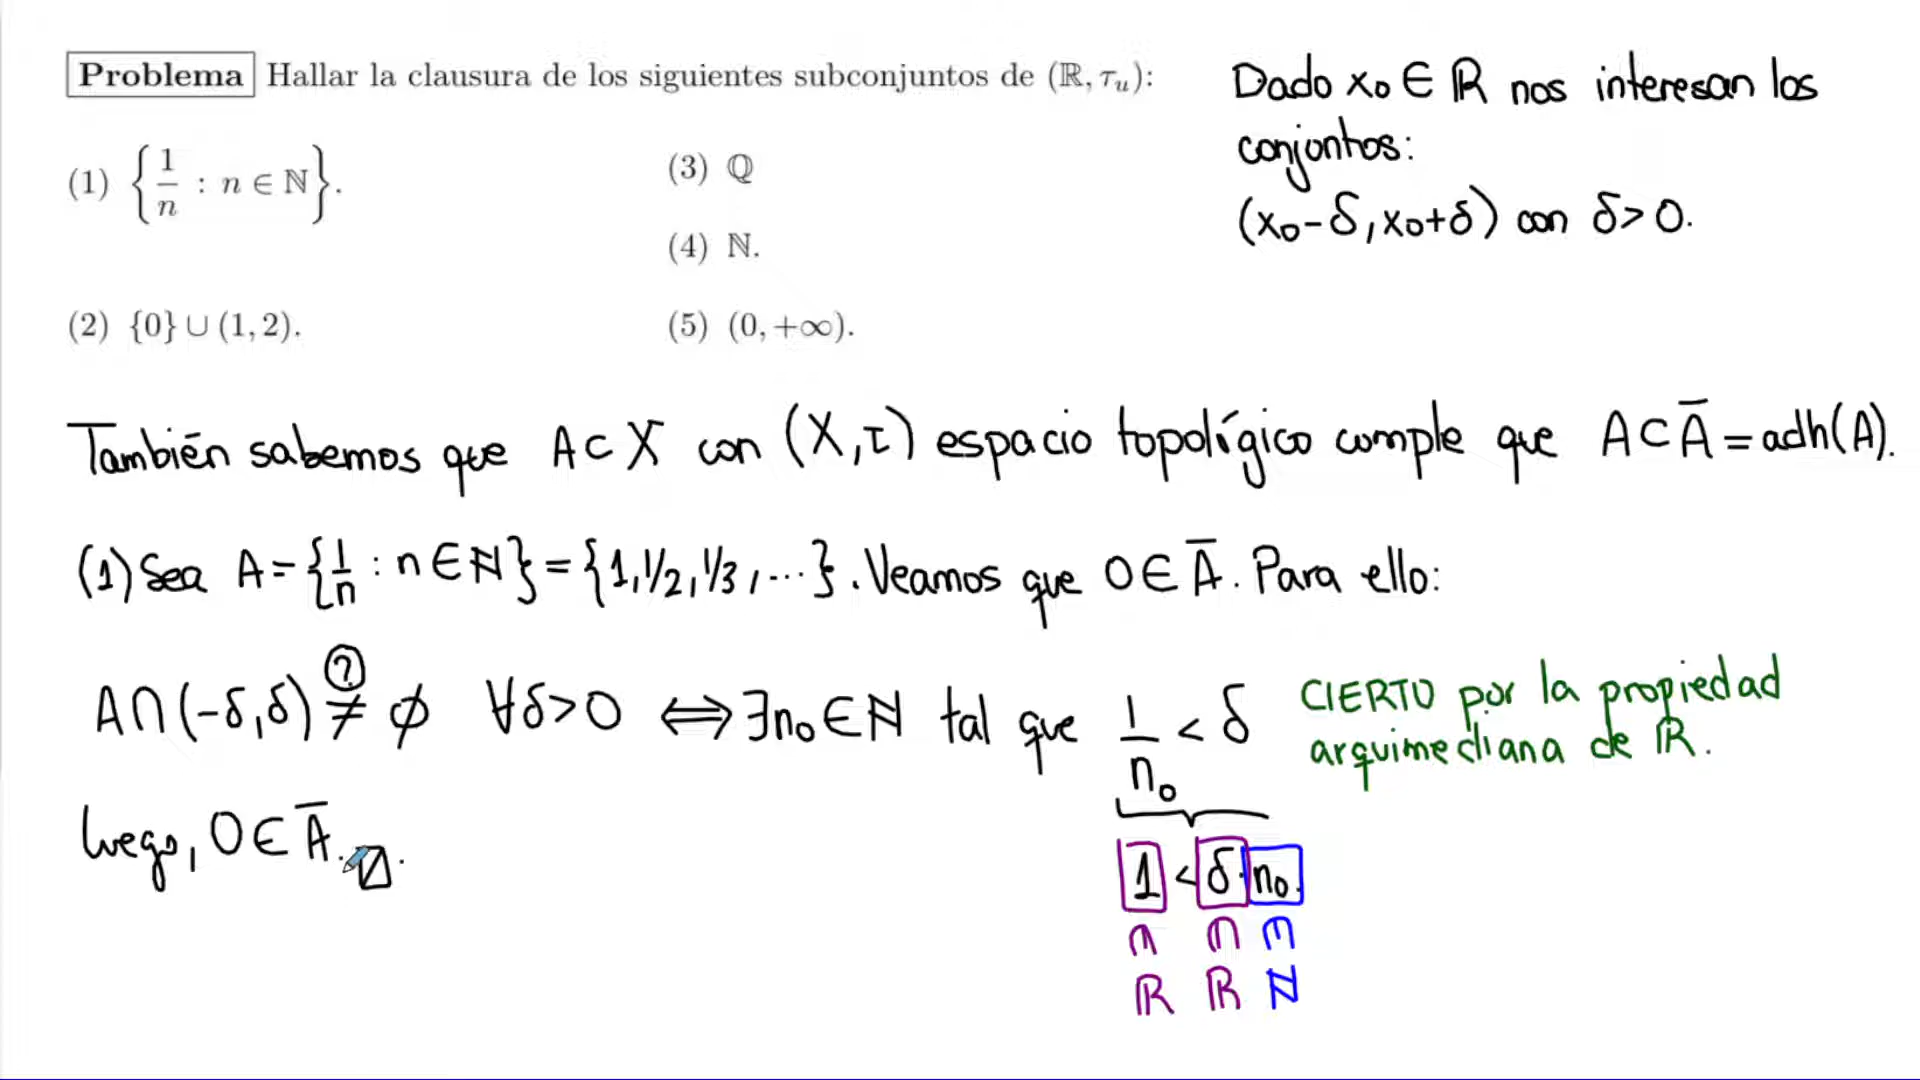 Problema Hallar la clausura de los siguientes subconjuntos de (ℝ, τᵤ):
(1) {1/n : n ∈ ℕ}.
(3) ℚ
(4) ℕ.
(2) {0} ∪ (1, 2).
(5) (0, +∞).
Dado x₀ ∈ ℝ nos interesan los
conjuntos:
(x₀-δ, x₀+δ) con δ > 0.
También sabemos que A ⊂ X con (X, τ) espacio topológico cumple que A ⊂ A̅ = adh(A).
(1) Sea A = {1/n : n ∈ ℕ} = {1, 1/2, 1/3, ...}. Veamos que 0 ∈ A̅. Para ello:
?
A ∩ (-δ, δ) ≠ ∅ ∀δ > 0 ⟺ ∃n₀ ∈ ℕ tal que 1/n₀ < δ
CIERTO por la propiedad
arquimediana de ℝ.
luego, 0 ∈ A̅.
1 < δ · n₀.
∈ ∈ ∈
ℝ ℝ ℕ